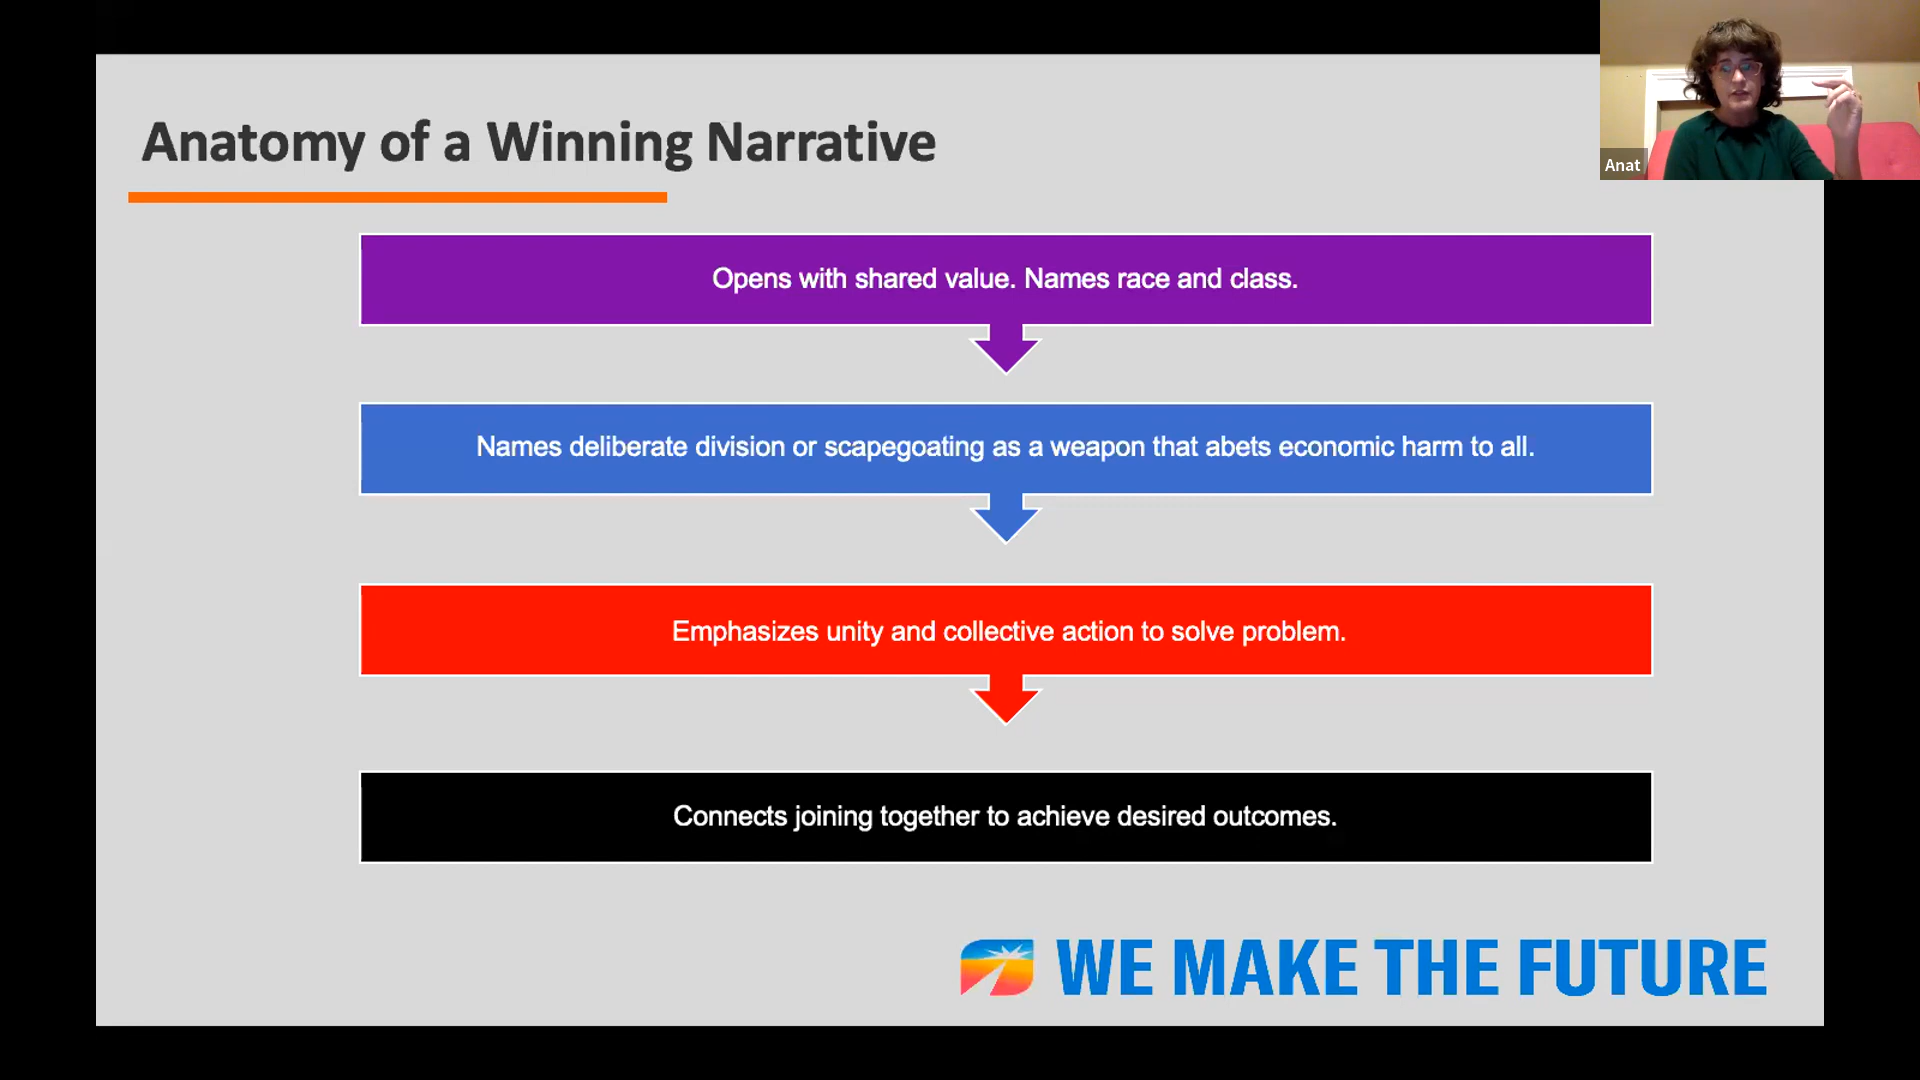 Anatomy of a Winning Narrative
Anat
Opens with shared value. Names race and class.
Names deliberate division or scapegoating as a weapon that abets economic harm to all.
Emphasizes unity and collective action to solve problem.
Connects joining together to achieve desired outcomes.
WE MAKE THE FUTURE